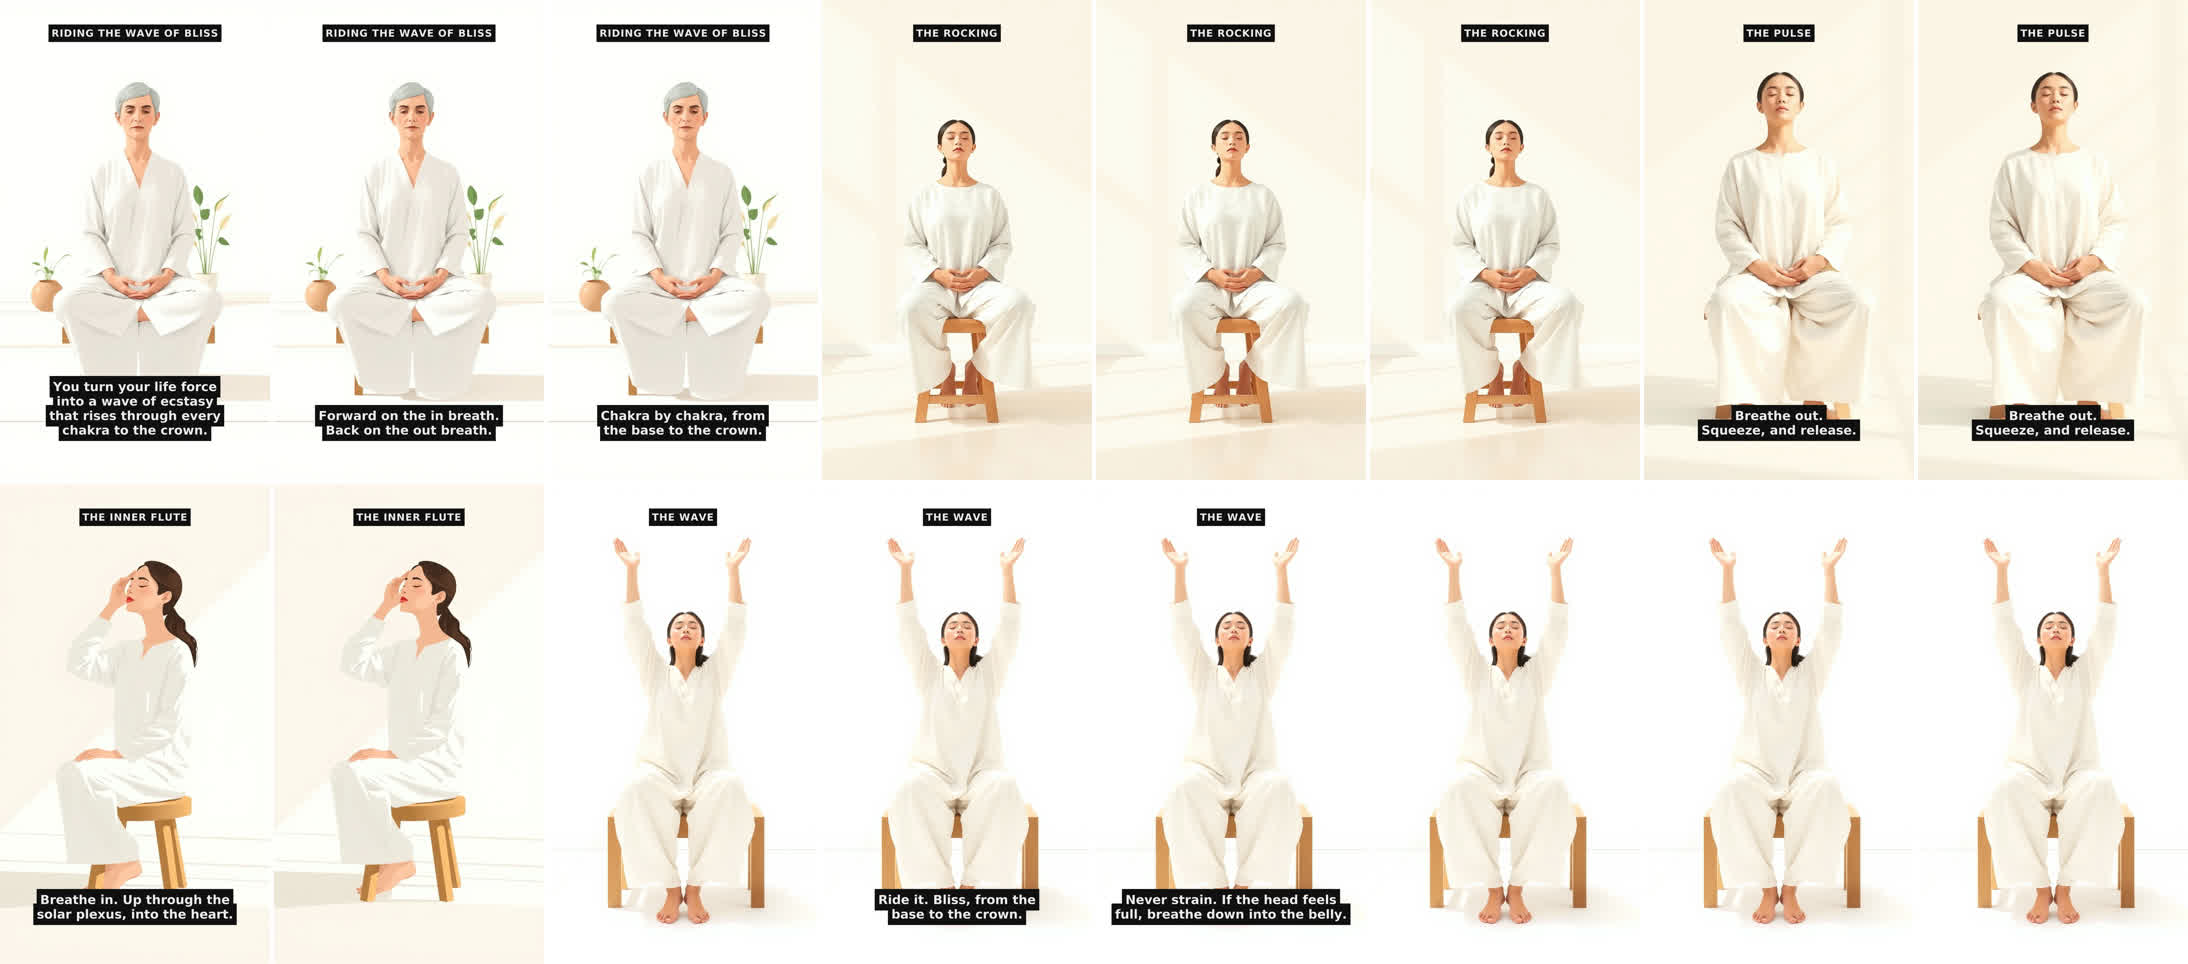 RIDING THE WAVE OF BLISS
You turn your life force
into a wave of ecstasy
that rises through every
chakra to the crown.
RIDING THE WAVE OF BLISS
Forward on the in breath.
Back on the out breath.
RIDING THE WAVE OF BLISS
Chakra by chakra, from
the base to the crown.
THE ROCKING
THE ROCKING
THE ROCKING
THE PULSE
Breathe out.
Squeeze, and release.
THE PULSE
Breathe out.
Squeeze, and release.
THE INNER FLUTE
Breathe in. Up through the
solar plexus, into the heart.
THE INNER FLUTE
THE WAVE
THE WAVE
Ride it. Bliss, from the
base to the crown.
THE WAVE
Never strain. If the head feels
full, breathe down into the belly.